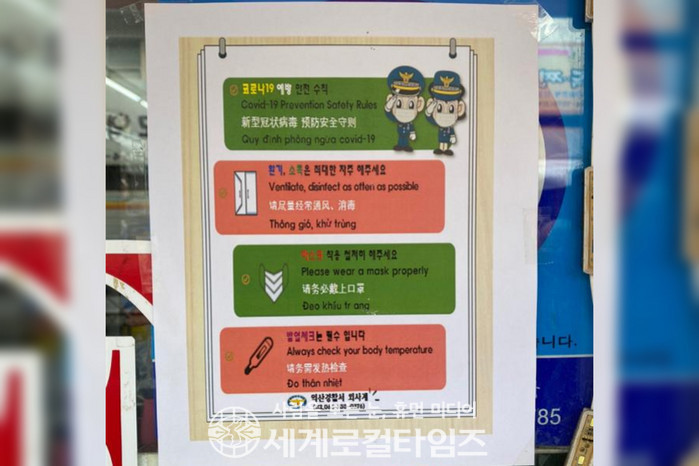 코로나19 예방 안전 수칙
Covid-19 Prevention Satafy Rules
新型冠状病毒 预防安全守则
Quy định phòng ngừa covid-19
환기, 소독은 최대한 자주 해주세요
Ventilate, disintect as often as possible
请尽量经常通风、消毒
Thông gió, khử trùng
마스크 착용 철저히 해주세요
Please wear a mask properly
请务必戴上口罩
Đeo khẩu trang
발열체크는 필수 입니다
Always check your body temperature
请务需发热检查
Đo thân nhiệt
익산경찰서 외사계
세계로컬타임즈
니다.
85